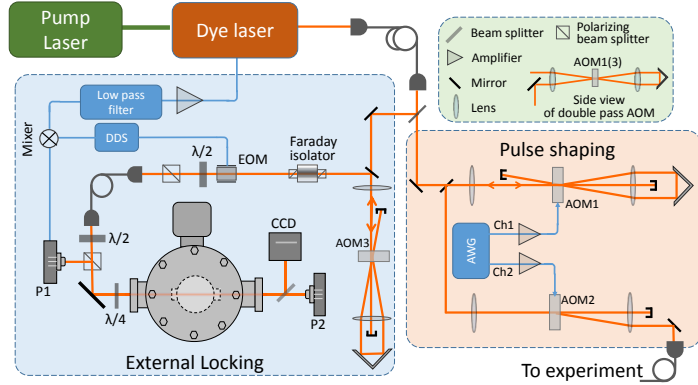 Pump
Laser
Dye laser
Beam splitter
Polarizing
beam splitter
Amplifier
Mirror
Lens
AOM1(3)
Side view
of double pass AOM
Low pass
filter
Mixer
DDS
λ/2
EOM
Faraday
isolator
Pulse shaping
λ/2
CCD
AOM3
P1
λ/4
P2
External Locking
AOM1
Ch1
AWG
Ch2
AOM2
To experiment